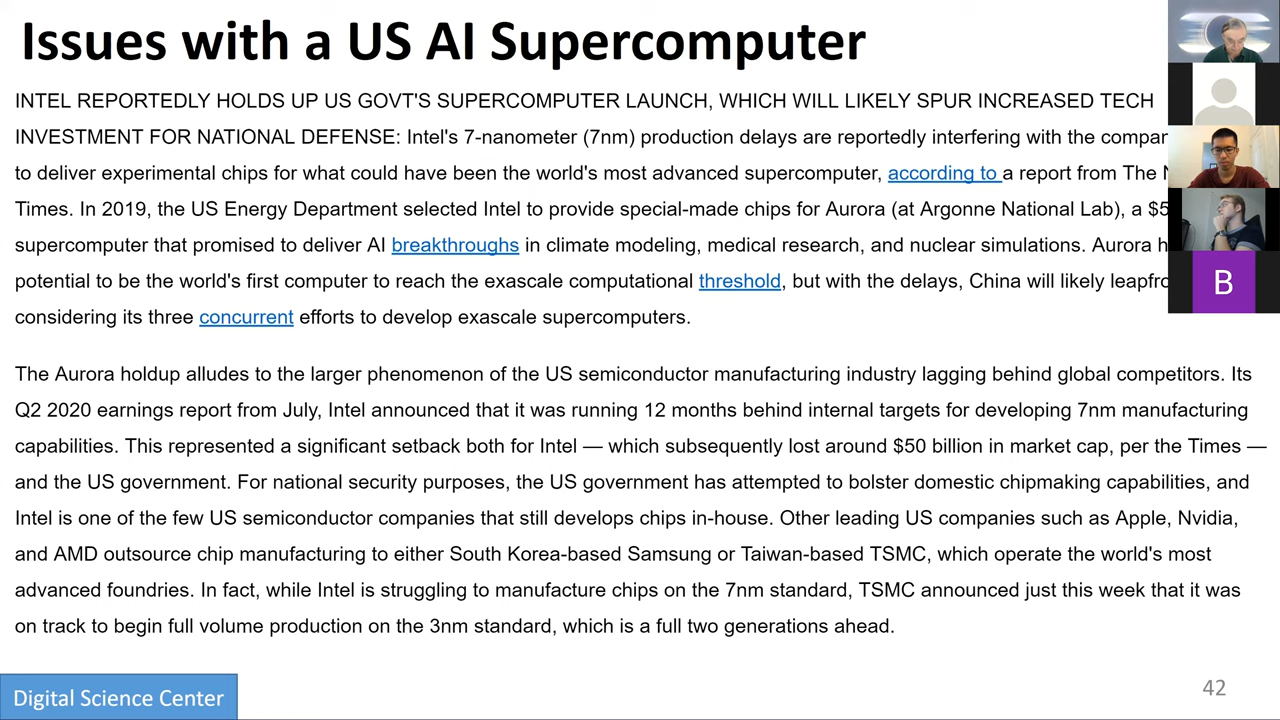 Issues with a US AI Supercomputer
INTEL REPORTEDLY HOLDS UP US GOVT'S SUPERCOMPUTER LAUNCH, WHICH WILL LIKELY SPUR INCREASED TECH
INVESTMENT FOR NATIONAL DEFENSE: Intel's 7-nanometer (7nm) production delays are reportedly interfering with the
to deliver experimental chips for what could have been the world's most advanced supercomputer, according to a report from The
Times. In 2019, the US Energy Department selected Intel to provide special-made chips for Aurora (at Argonne National Lab), a
supercomputer that promised to deliver AI breakthroughs in climate modeling, medical research, and nuclear simulations. Aurora
potential to be the world's first computer to reach the exascale computational threshold, but with the delays, China will likely
considering its three concurrent efforts to develop exascale supercomputers.
The Aurora holdup alludes to the larger phenomenon of the US semiconductor manufacturing industry lagging behind global competitors. Its
Q2 2020 earnings report from July, Intel announced that it was running 12 months behind internal targets for developing 7nm manufacturing
capabilities. This represented a significant setback both for Intel — which subsequently lost around $50 billion in market cap, per the Times —
and the US government. For national security purposes, the US government has attempted to bolster domestic chipmaking capabilities, and
Intel is one of the few US semiconductor companies that still develops chips in-house. Other leading US companies such as Apple, Nvidia,
and AMD outsource chip manufacturing to either South Korea-based Samsung or Taiwan-based TSMC, which operate the world's most
advanced foundries. In fact, while Intel is struggling to manufacture chips on the 7nm standard, TSMC announced just this week that it was
on track to begin full volume production on the 3nm standard, which is a full two generations ahead.
B
Digital Science Center
42